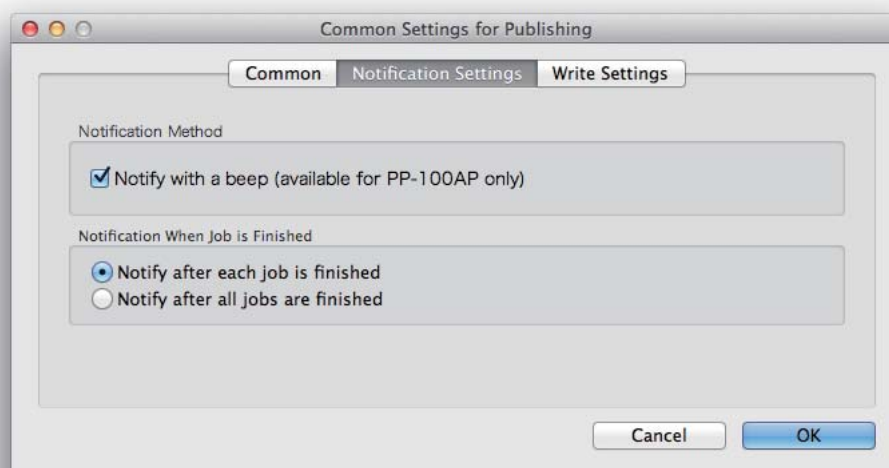 Common Settings for Publishing
Common Notification Settings Write Settings
Notification Method
Notify with a beep (available for PP-100AP only)
Notification When Job is Finished
Notify after each job is finished
Notify after all jobs are finished
Cancel OK